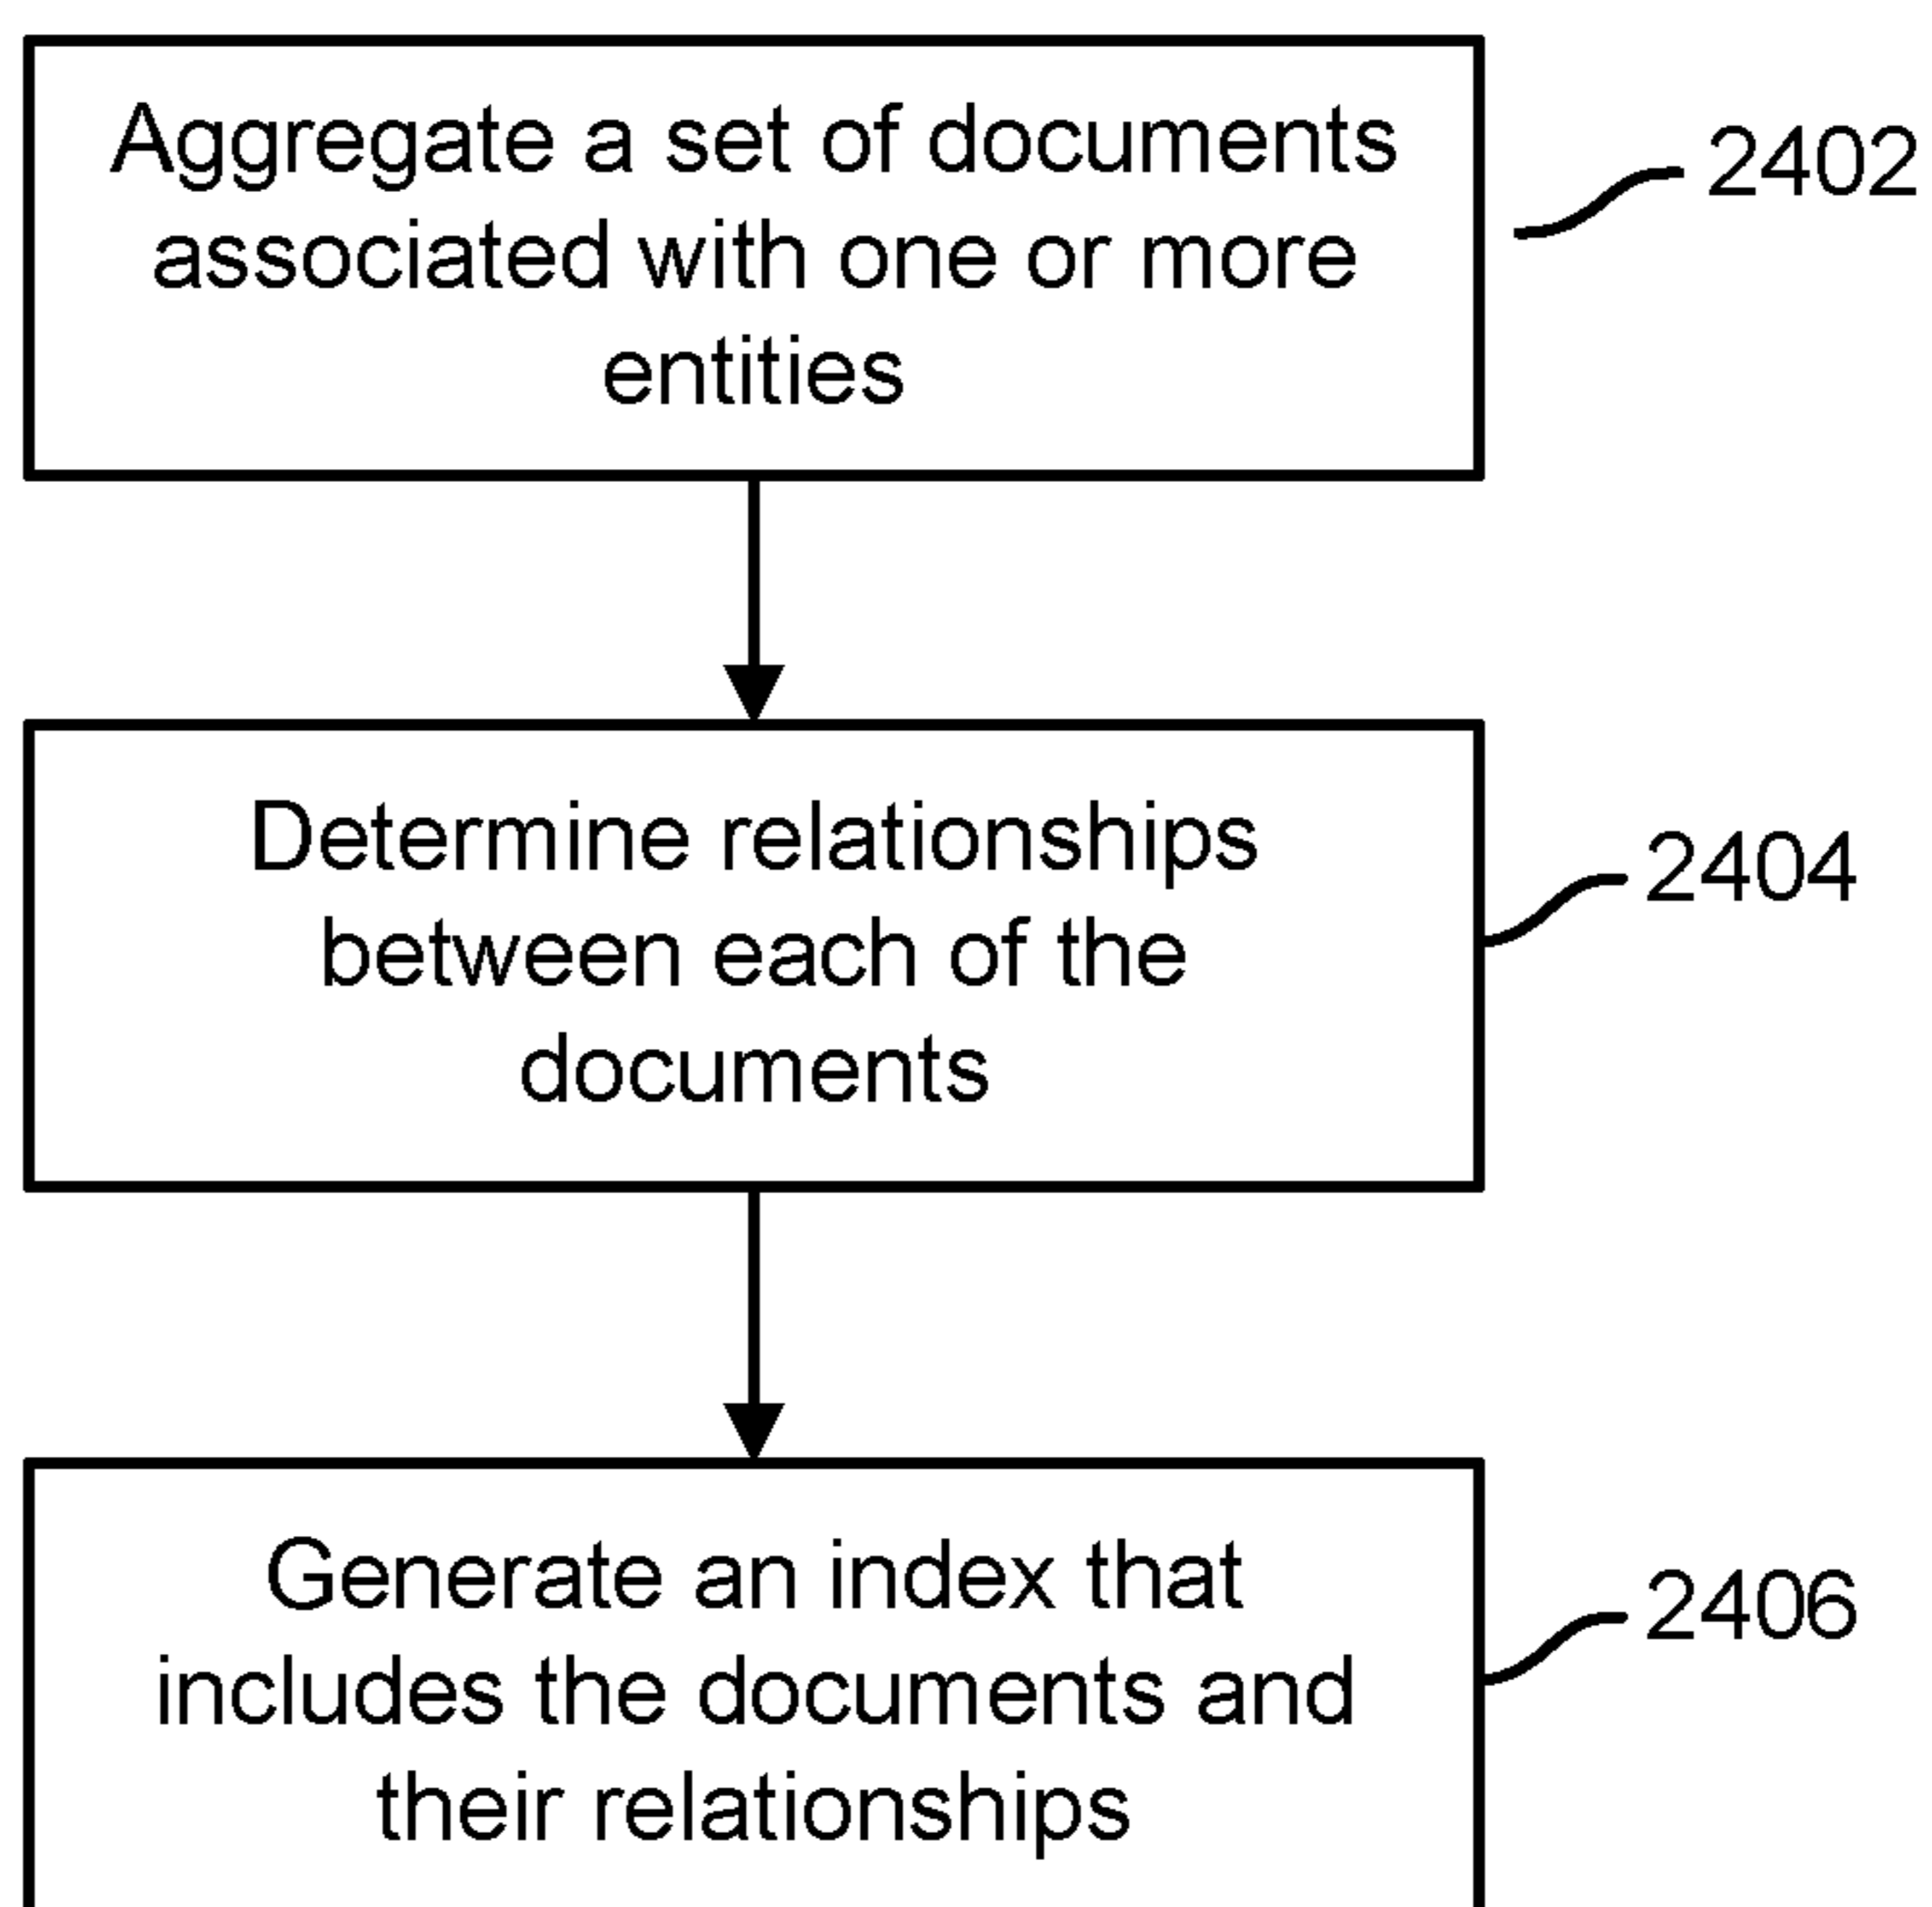 Aggregate a set of documents
associated with one or more
entities
2402
Determine relationships
between each of the
documents
2404
Generate an index that
includes the documents and
their relationships
2406